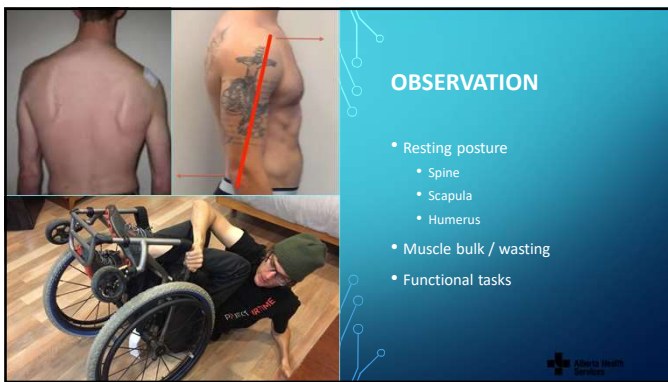 OBSERVATION
• Resting posture
• Spine
• Scapula
• Humerus
• Muscle bulk / wasting
• Functional tasks
Alberta Health
Services